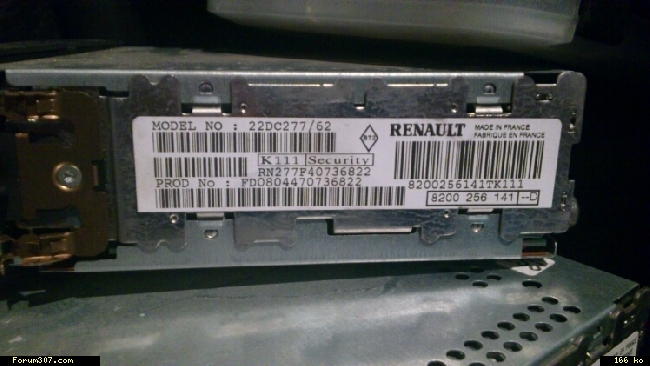 MODEL NO : 22DC277/62
RENAULT
MADE IN FRANCE
FABRIQUE EN FRANCE
K111 Security
RN277F40736822
PROD No : FD0804470736822
8200256141TK111
8200 256 141 --D
Forum307.com
166 ko